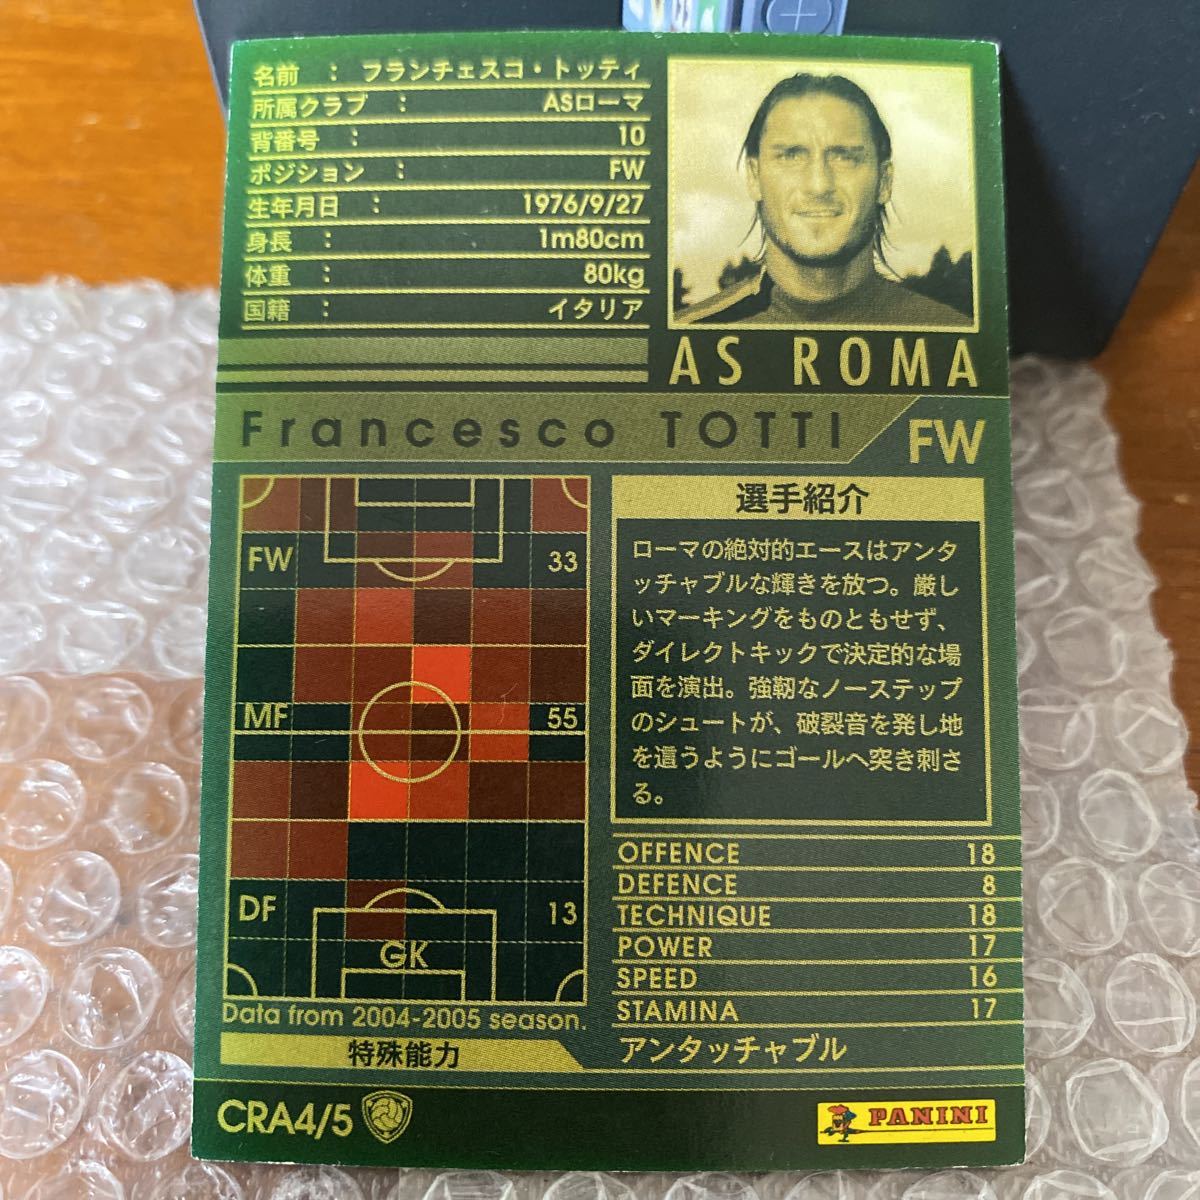 名前 : フランチェスコ・トッティ
所属クラブ : ASローマ
背番号 : 10
ポジション : FW
生年月日 : 1976/9/27
身長 : 1m80cm
体重 : 80kg
国籍 : イタリア
AS ROMA
Francesco TOTTI
FW
FW 33
MF 55
DF 13
GK
Data from 2004-2005 season.
選手紹介
ローマの絶対的エースはアンタ
ッチャブルな輝きを放つ。厳し
いマーキングをものともせず、
ダイレクトキックで決定的な場
面を演出。強靭なノーステップ
のシュートが、破裂音を発し地
を這うようにゴールへ突き刺さ
る。
OFFENCE 18
DEFENCE 8
TECHNIQUE 18
POWER 17
SPEED 16
STAMINA 17
特殊能力 アンタッチャブル
CRA4/5
PANINI